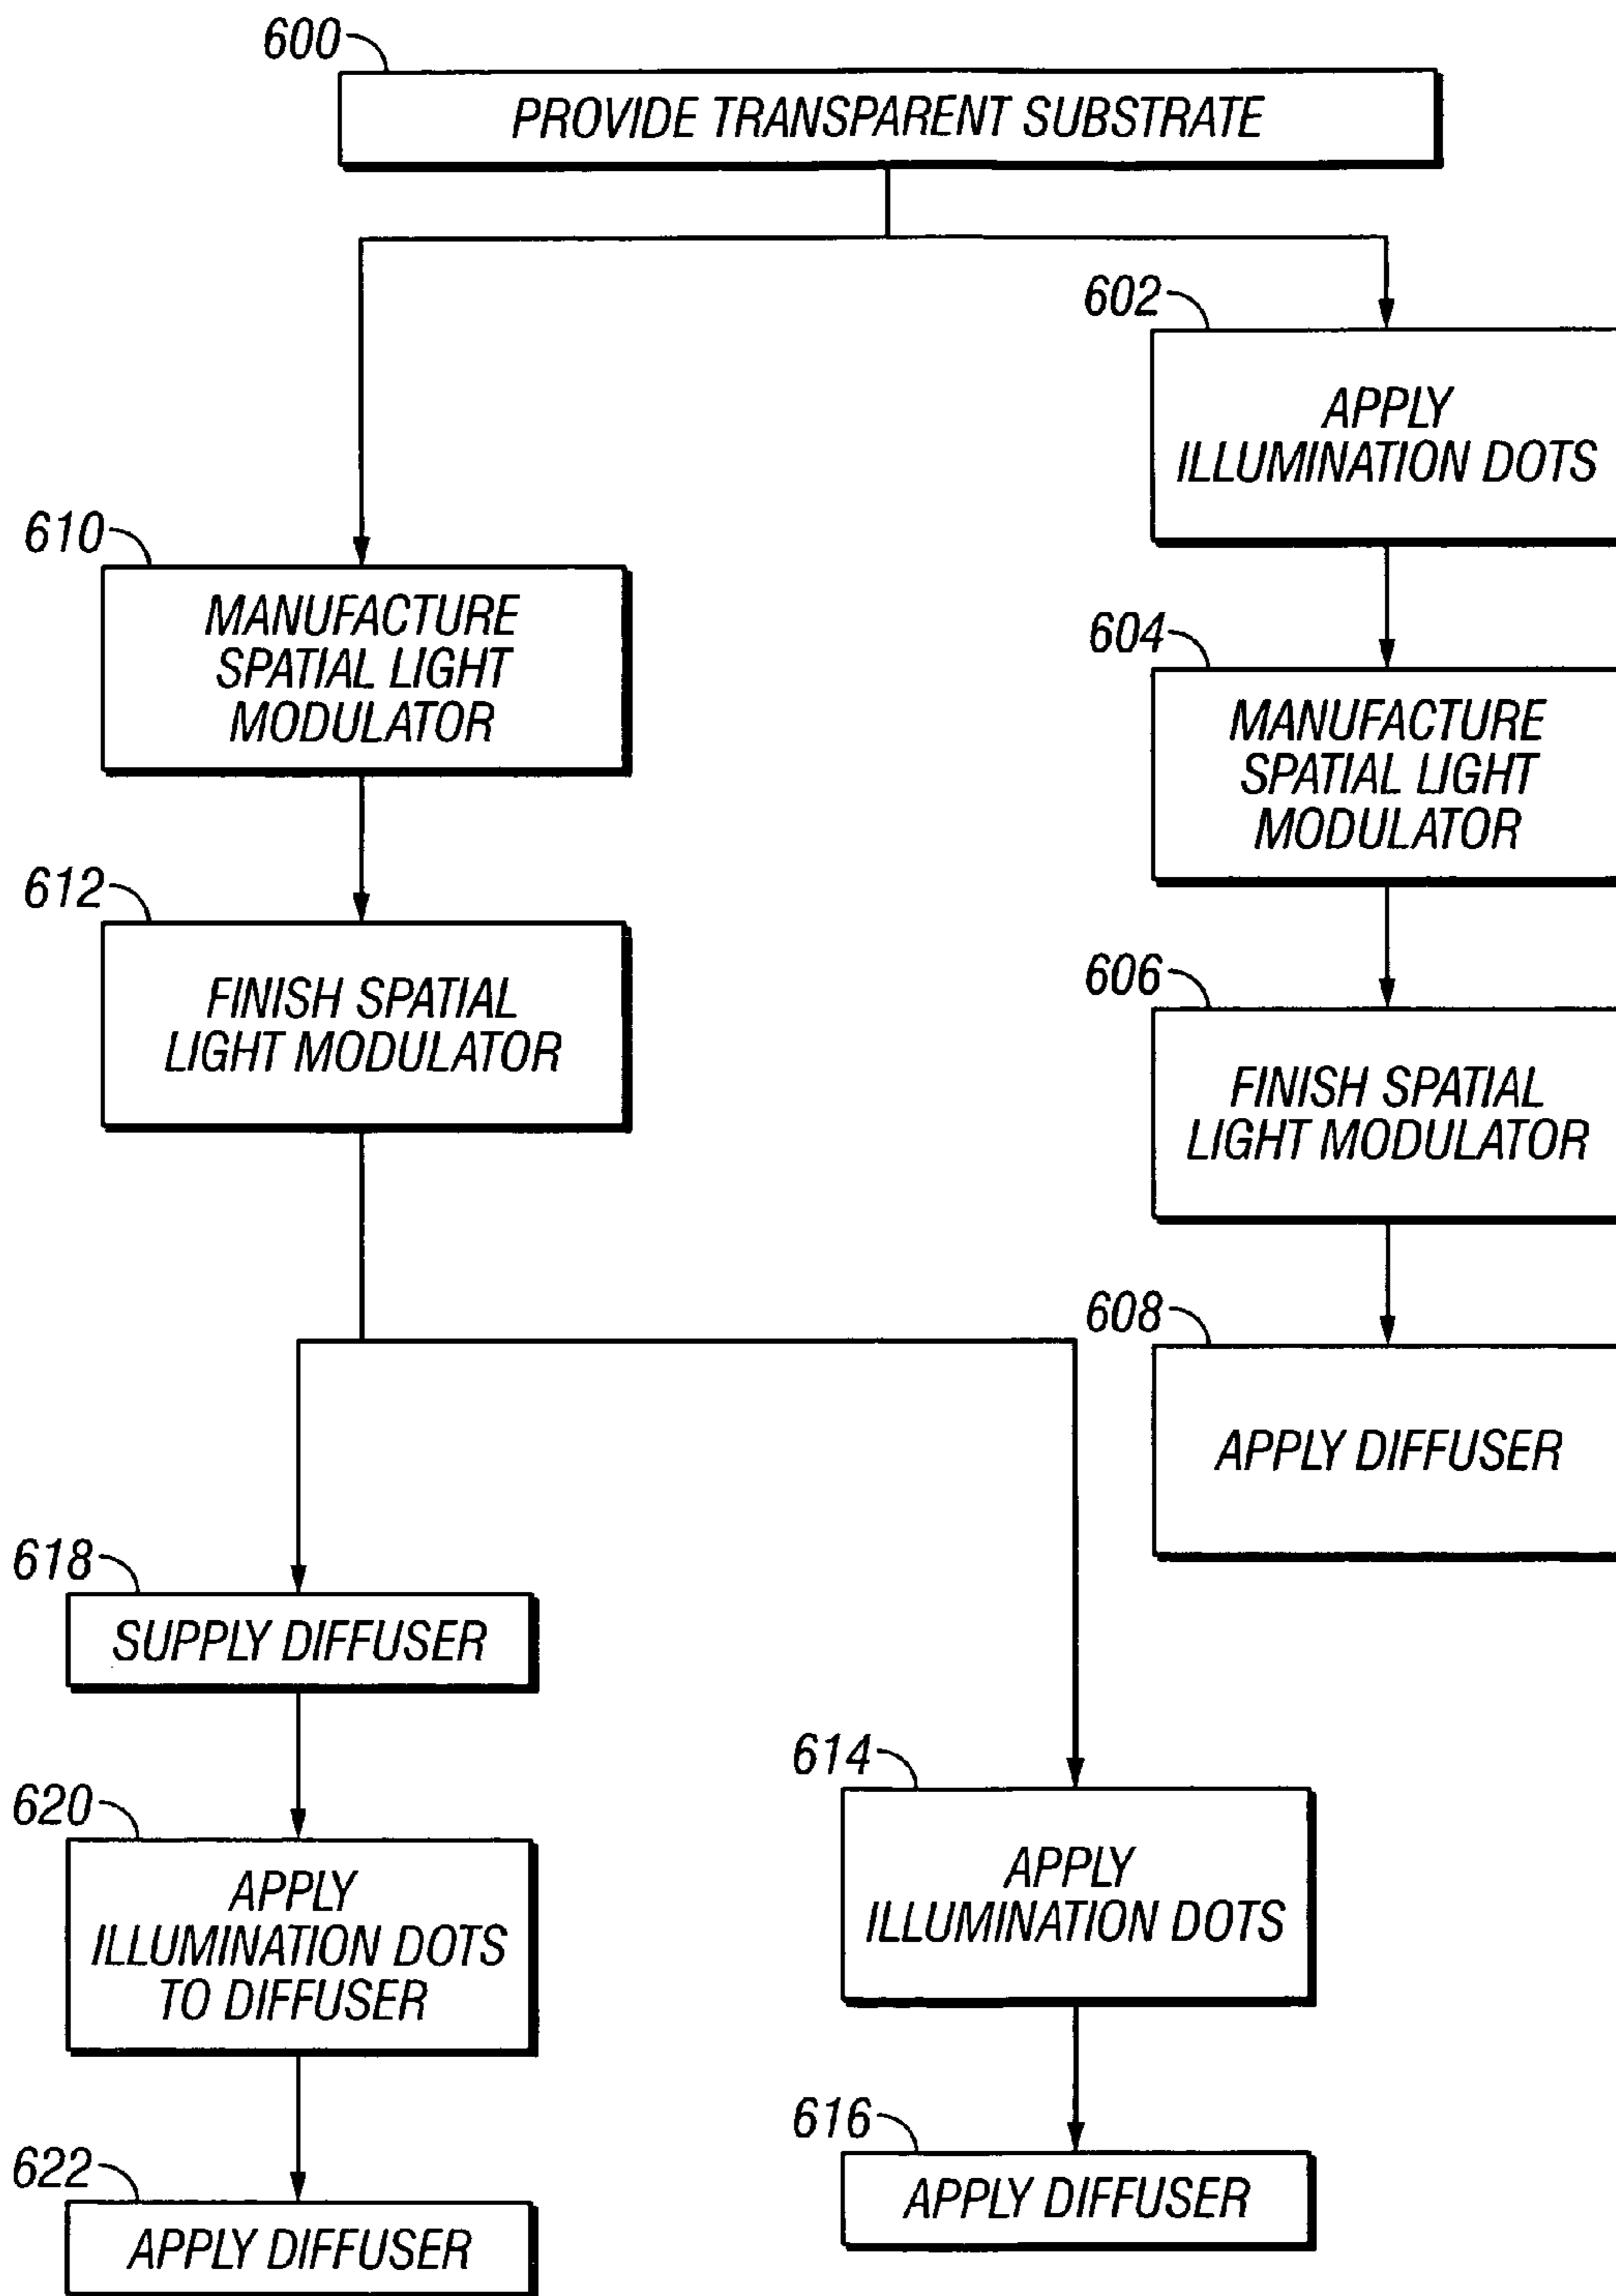 600
PROVIDE TRANSPARENT SUBSTRATE
602
APPLY
ILLUMINATION DOTS
610
MANUFACTURE
SPATIAL LIGHT
MODULATOR
604
MANUFACTURE
SPATIAL LIGHT
MODULATOR
612
FINISH SPATIAL
LIGHT MODULATOR
606
FINISH SPATIAL
LIGHT MODULATOR
608
APPLY DIFFUSER
618
SUPPLY DIFFUSER
614
APPLY
ILLUMINATION DOTS
620
APPLY
ILLUMINATION DOTS
TO DIFFUSER
616
APPLY DIFFUSER
622
APPLY DIFFUSER